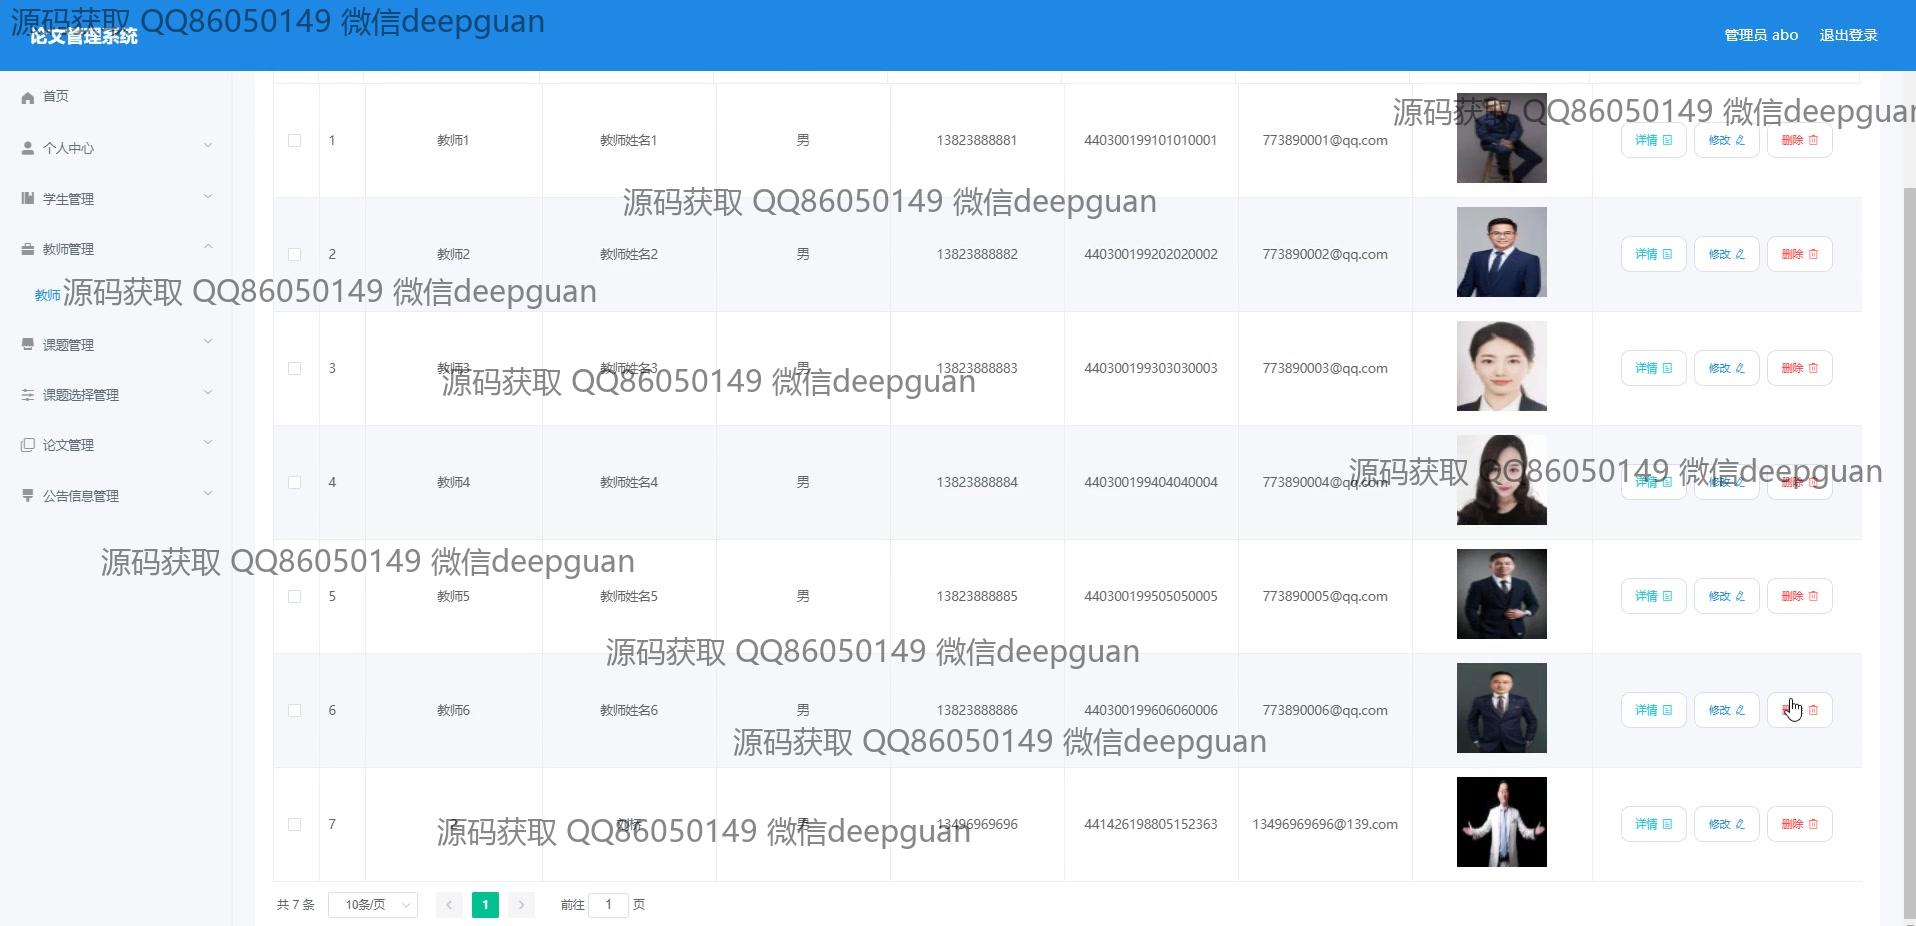 源码获取 QQ86050149 微信deepguan
论文管理系统
管理员 abo 退出登录
首页
个人中心
学生管理
教师管理
教师
课题管理
课题选择管理
论文管理
公告信息管理
源码获取 QQ86050149 微信deepguan
1 教师1 教师姓名1 男 13823888881 440300199101010001 773890001@qq.com 详情 修改 删除
源码获取 QQ86050149 微信deepguan
2 教师2 教师姓名2 男 13823888882 440300199202020002 773890002@qq.com 详情 修改 删除
源码获取 QQ86050149 微信deepguan
3 教师3 教师姓名3 男 13823888883 440300199303030003 773890003@qq.com 详情 修改 删除
源码获取 QQ86050149 微信deepguan
源码获取 QQ86050149 微信deepguan
4 教师4 教师姓名4 男 13823888884 440300199404040004 773890004@qq.com 详情 修改 删除
源码获取 QQ86050149 微信deepguan
5 教师5 教师姓名5 男 13823888885 440300199505050005 773890005@qq.com 详情 修改 删除
源码获取 QQ86050149 微信deepguan
6 教师6 教师姓名6 男 13823888886 440300199606060006 773890006@qq.com 详情 修改 删除
源码获取 QQ86050149 微信deepguan
7 2 男 13496969696 441426198805152363 13496969696@139.com 详情 修改 删除
源码获取 QQ86050149 微信deepguan
共 7 条 10条/页 1 前往 1 页